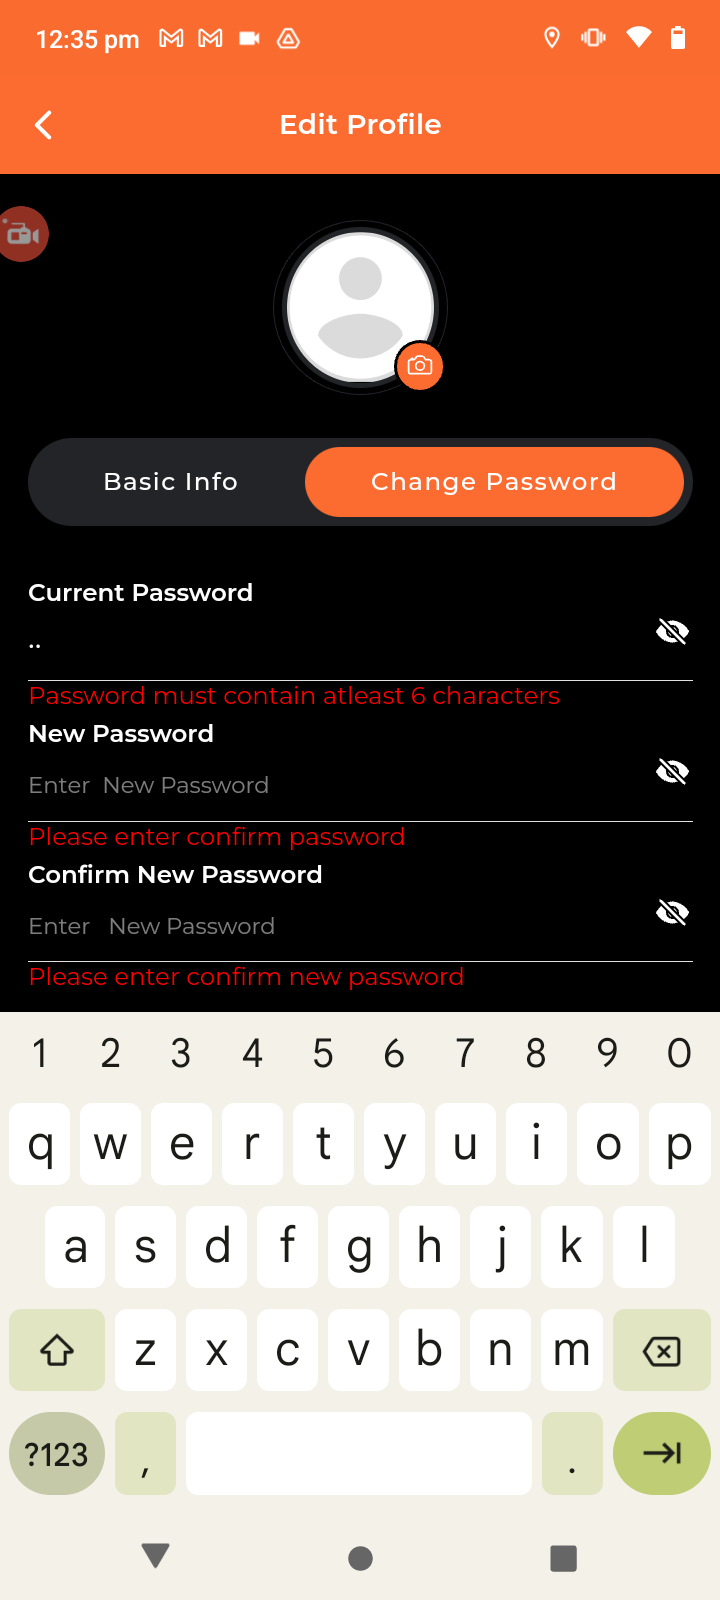 12:35 pm
Edit Profile
Basic Info
Change Password
Current Password
..
Password must contain atleast 6 characters
New Password
Enter  New Password
Please enter confirm password
Confirm New Password
Enter   New Password
Please enter confirm new password
1 2 3 4 5 6 7 8 9 0
q w e r t y u i o p
a s d f g h j k l
z x c v b n m
?123 , .